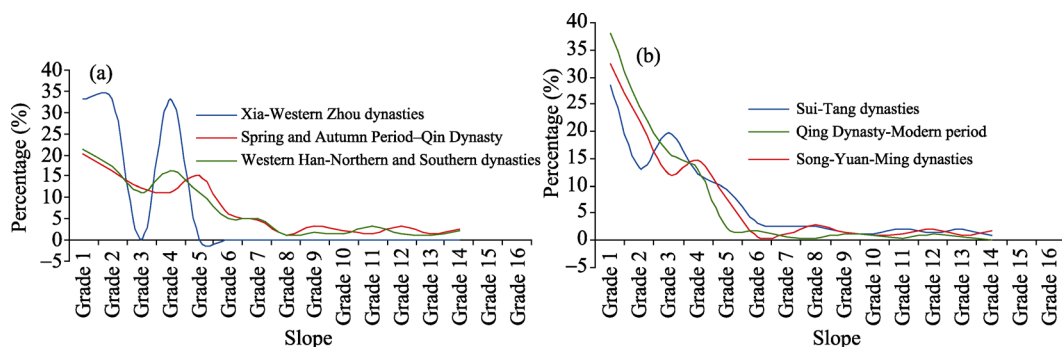 (a)
Percentage (%)
40
35
30
25
20
15
10
5
0
−5
Xia-Western Zhou dynasties
Spring and Autumn Period–Qin Dynasty
Western Han-Northern and Southern dynasties
Grade 1
Grade 2
Grade 3
Grade 4
Grade 5
Grade 6
Grade 7
Grade 8
Grade 9
Grade 10
Grade 11
Grade 12
Grade 13
Grade 14
Grade 15
Grade 16
Slope
(b)
Percentage (%)
40
35
30
25
20
15
10
5
0
−5
Sui-Tang dynasties
Qing Dynasty-Modern period
Song-Yuan-Ming dynasties
Grade 1
Grade 2
Grade 3
Grade 4
Grade 5
Grade 6
Grade 7
Grade 8
Grade 9
Grade 10
Grade 11
Grade 12
Grade 13
Grade 14
Grade 15
Grade 16
Slope